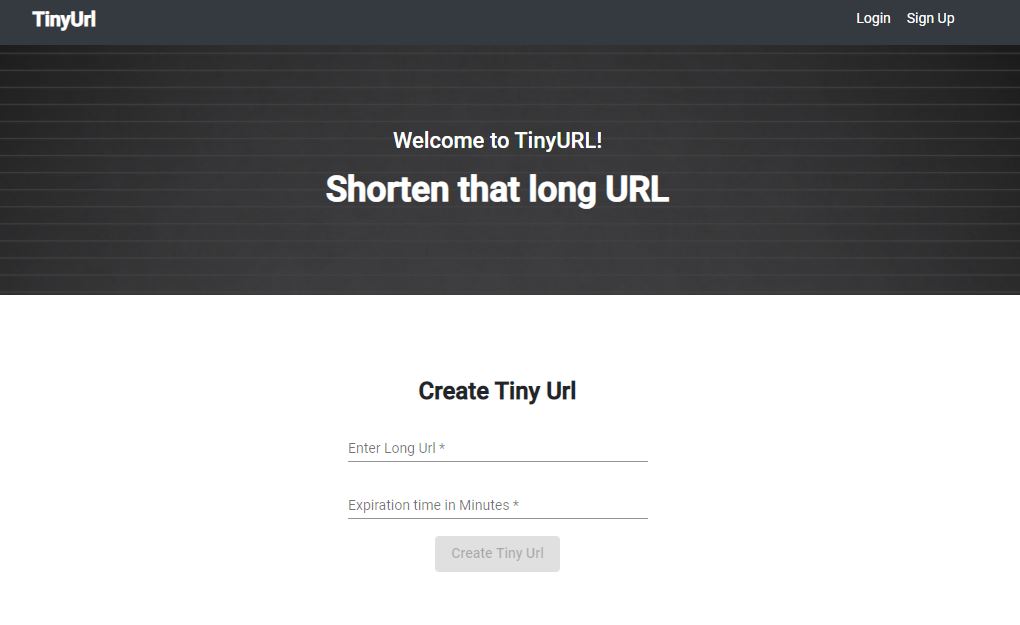 TinyUrl
Login Sign Up
Welcome to TinyURL!
Shorten that long URL
Create Tiny Url
Enter Long Url *
Expiration time in Minutes *
Create Tiny Url